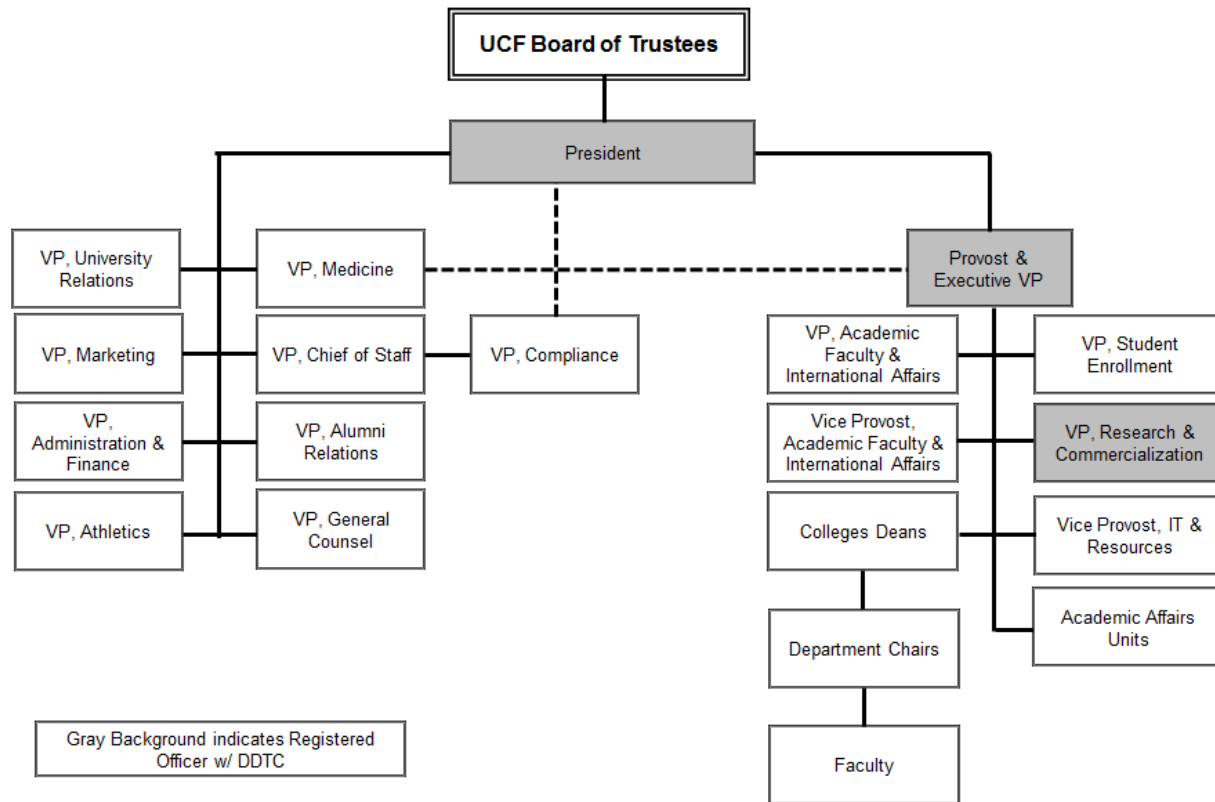 UCF Board of Trustees
President
VP, University
Relations
VP, Medicine
Provost &
Executive VP
VP, Marketing
VP, Chief of Staff
VP, Compliance
VP, Academic
Faculty &
International Affairs
VP, Student
Enrollment
VP,
Administration &
Finance
VP, Alumni
Relations
Vice Provost,
Academic Faculty &
International Affairs
VP, Research &
Commercialization
VP, Athletics
VP, General
Counsel
Colleges Deans
Vice Provost, IT &
Resources
Department Chairs
Academic Affairs
Units
Gray Background indicates Registered
Officer w/ DDTC
Faculty